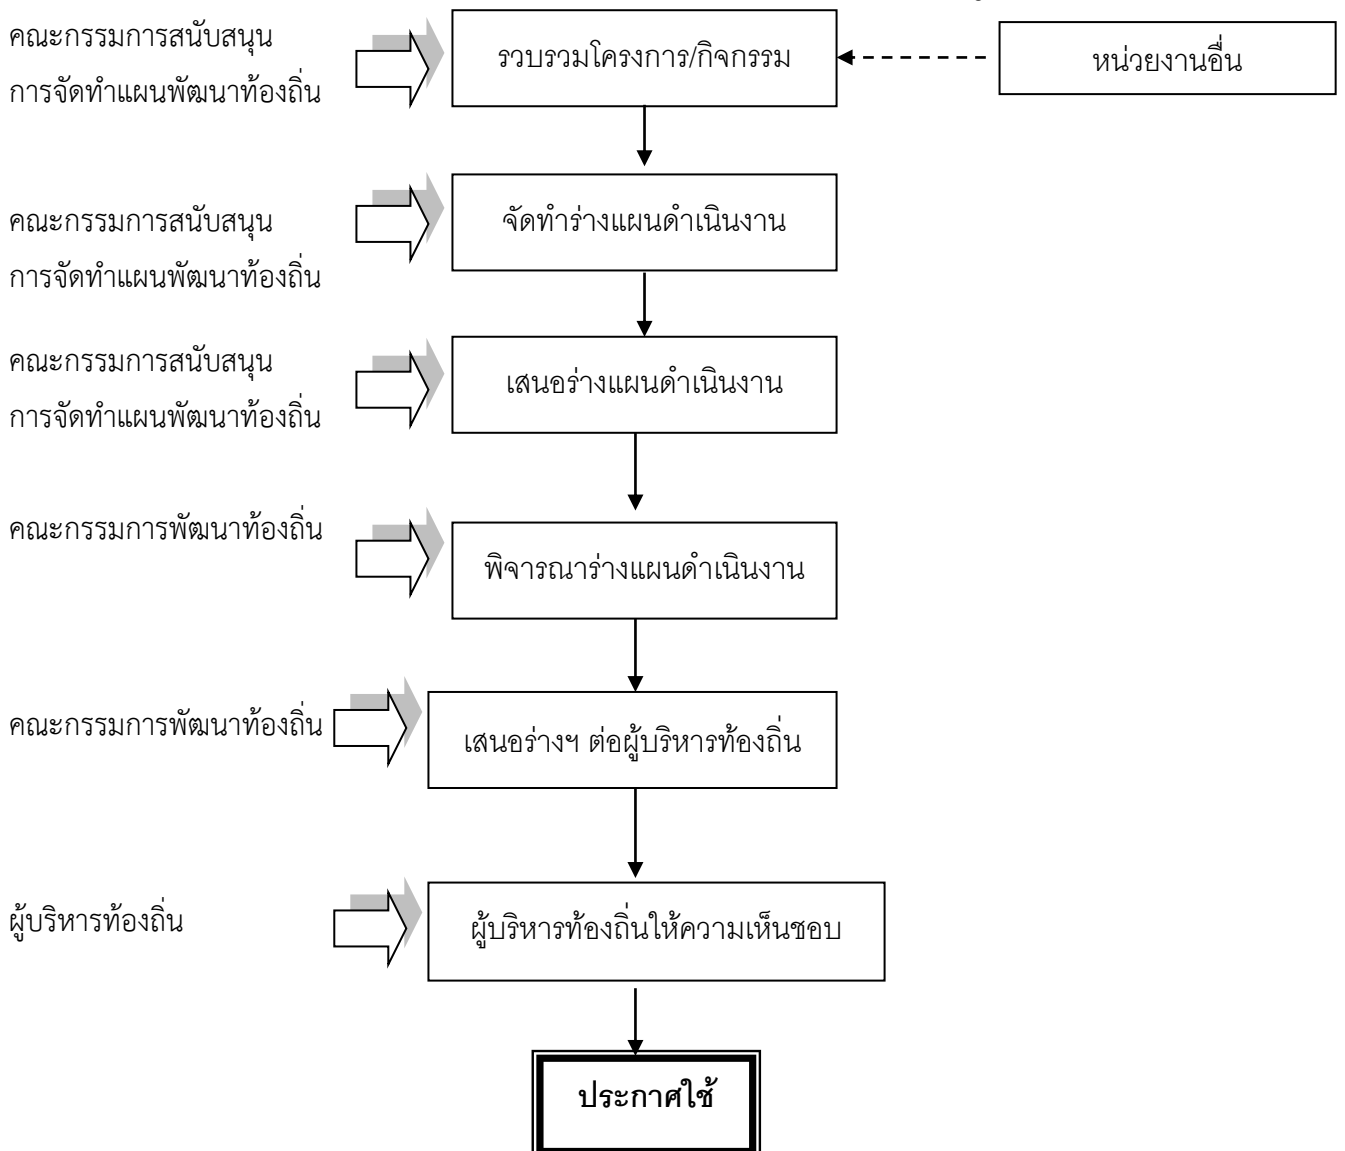 คณะกรรมการสนับสนุน
การจัดทำแผนพัฒนาท้องถิ่น
รวบรวมโครงการ/กิจกรรม
หน่วยงานอื่น
คณะกรรมการสนับสนุน
การจัดทำแผนพัฒนาท้องถิ่น
จัดทำร่างแผนดำเนินงาน
คณะกรรมการสนับสนุน
การจัดทำแผนพัฒนาท้องถิ่น
เสนอร่างแผนดำเนินงาน
คณะกรรมการพัฒนาท้องถิ่น
พิจารณาร่างแผนดำเนินงาน
คณะกรรมการพัฒนาท้องถิ่น
เสนอร่างฯ ต่อผู้บริหารท้องถิ่น
ผู้บริหารท้องถิ่น
ผู้บริหารท้องถิ่นให้ความเห็นชอบ
ประกาศใช้